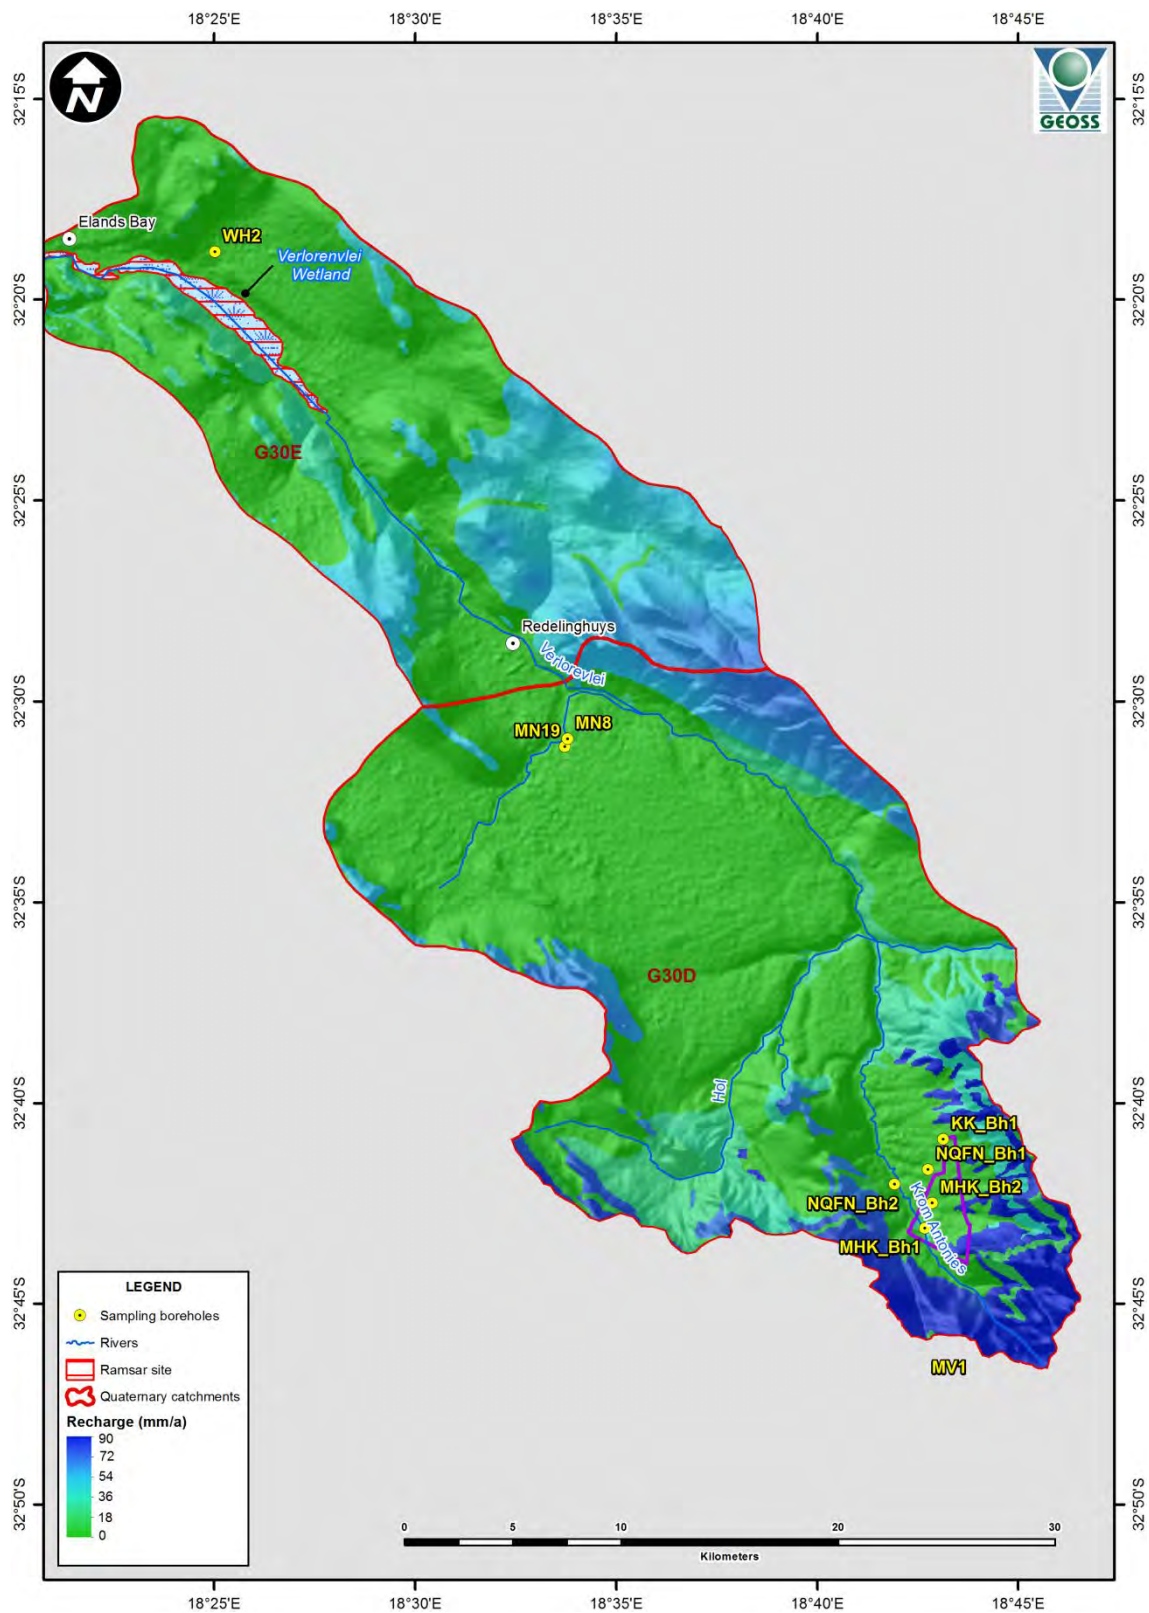 18°25'E 18°30'E 18°35'E 18°40'E 18°45'E
N
GEOSS
32°15'S 32°15'S
Elands Bay
WH2
Verlorenvlei
Wetland
32°20'S 32°20'S
G30E
32°25'S 32°25'S
Redelinghuys
Verlorevlei
32°30'S 32°30'S
MN19 MN8
32°35'S 32°35'S
G30D
Hol
32°40'S 32°40'S
KK_Bh1
NQFN_Bh1
MHK_Bh2
NQFN_Bh2
Krom Antonies
MHK_Bh1
32°45'S 32°45'S
MV1
LEGEND
Sampling boreholes
Rivers
Ramsar site
Quaternary catchments
Recharge (mm/a)
90
72
54
36
18
0
32°50'S 32°50'S
0 5 10 20 30
Kilometers
18°25'E 18°30'E 18°35'E 18°40'E 18°45'E